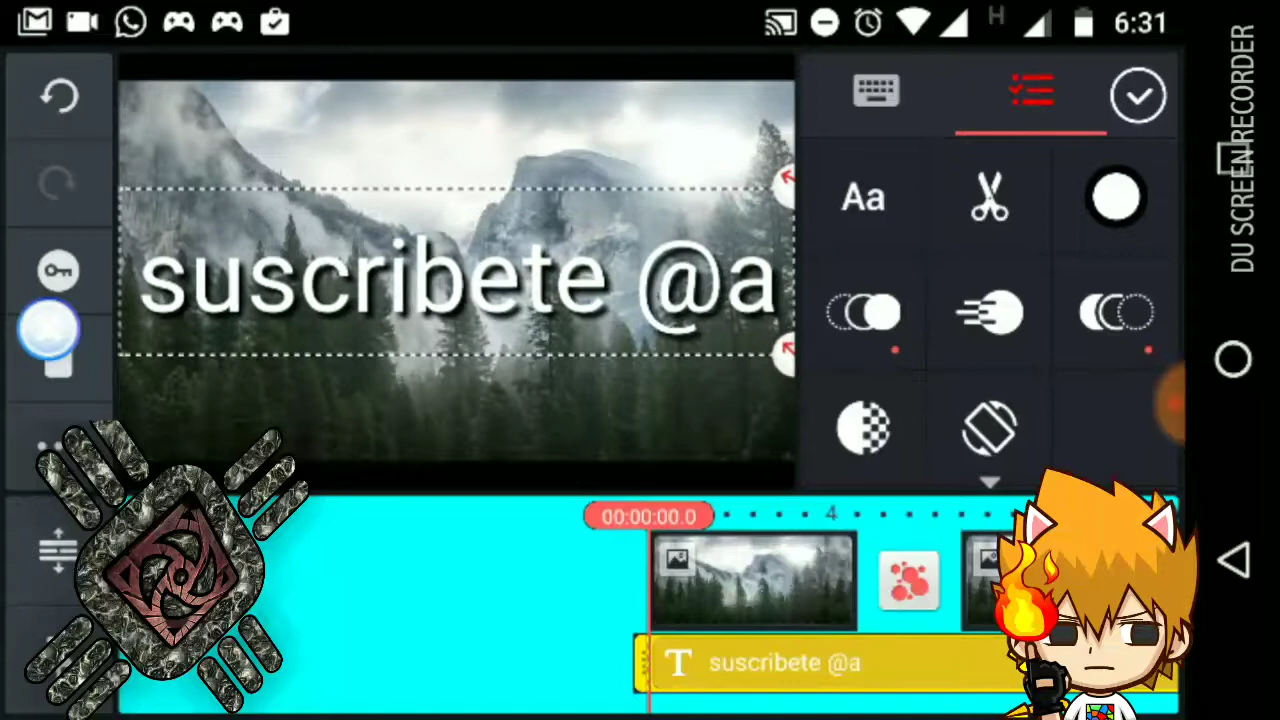 H
6:31
DU SCREEN RECORDER
Aa
suscribete @a
00:00:00.0
4
T suscribete @a